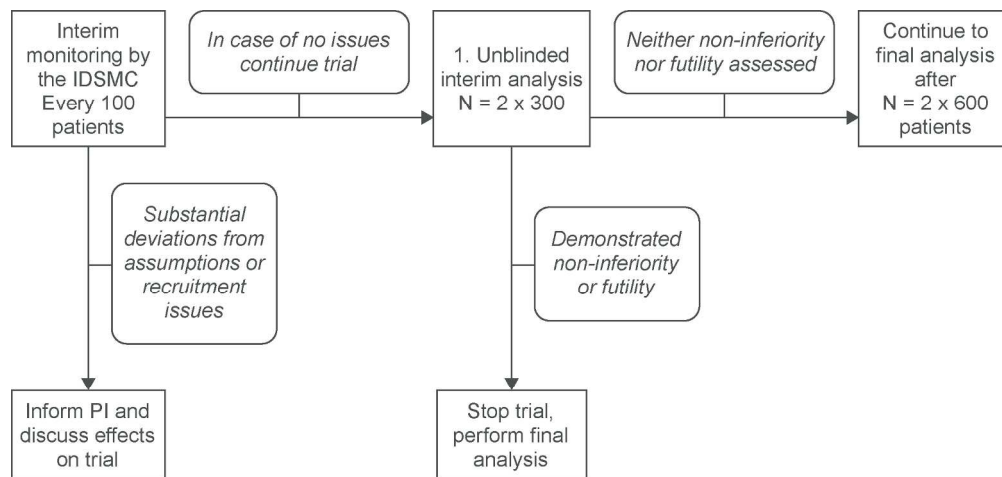 Interim
monitoring by
the IDSMC
Every 100
patients
In case of no issues
continue trial
1. Unblinded
interim analysis
N = 2 x 300
Neither non-inferiority
nor futility assessed
Continue to
final analysis
after
N = 2 x 600
patients
Substantial
deviations from
assumptions or
recruitment
issues
Demonstrated
non-inferiority
or futility
Inform PI and
discuss effects
on trial
Stop trial,
perform final
analysis